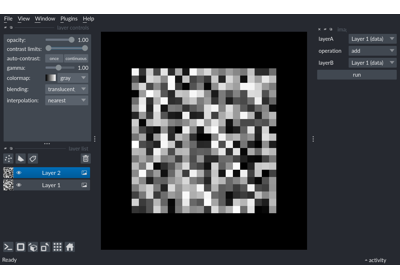 File View Window Plugins Help
layer controls
opacity: 1.00
contrast limits:
auto-contrast: once continuous
gamma: 1.00
colormap: gray
blending: translucent
interpolation: nearest
layer list
Layer 2
Layer 1
layerA Layer 1 (data)
operation add
layerB Layer 1 (data)
run
Ready
activity